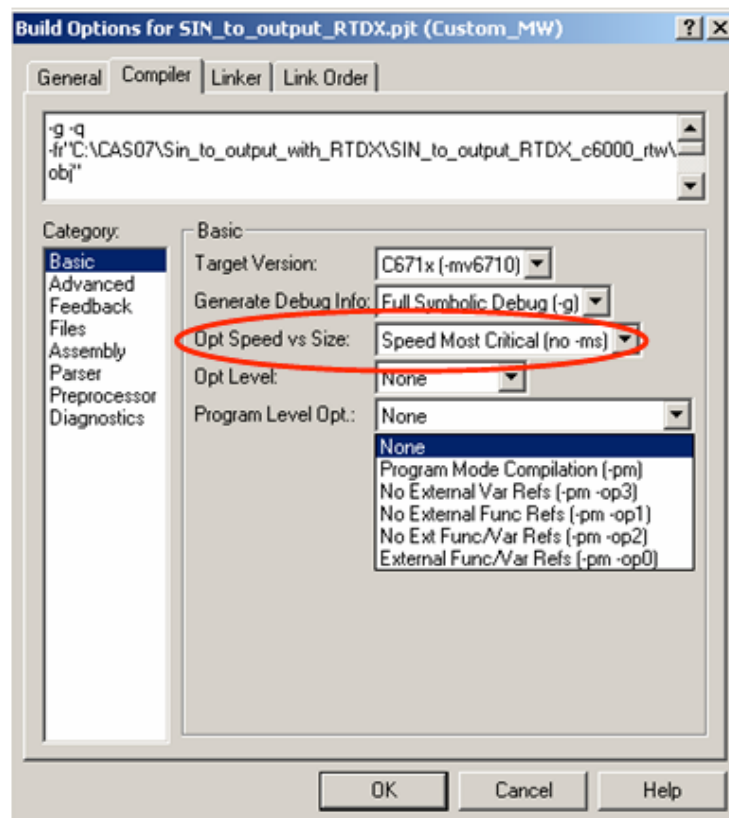 Build Options for SIN_to_output_RTDX.pjt (Custom_MW)
General Compiler Linker Link Order
-g -q
-fr"C:\CAS07\Sin_to_output_with_RTDX\SIN_to_output_RTDX_c6000_rtw\
obj"
Category:
Basic
Advanced
Feedback
Files
Assembly
Parser
Preprocessor
Diagnostics
Basic
Target Version: C671x (-mv6710)
Generate Debug Info: Full Symbolic Debug (-g)
Opt Speed vs Size: Speed Most Critical (no -ms)
Opt Level: None
Program Level Opt.: None
None
Program Mode Compilation (-pm)
No External Var Refs (-pm -op3)
No External Func Refs (-pm -op1)
No Ext Func/Var Refs (-pm -op2)
External Func/Var Refs (-pm -op0)
OK Cancel Help